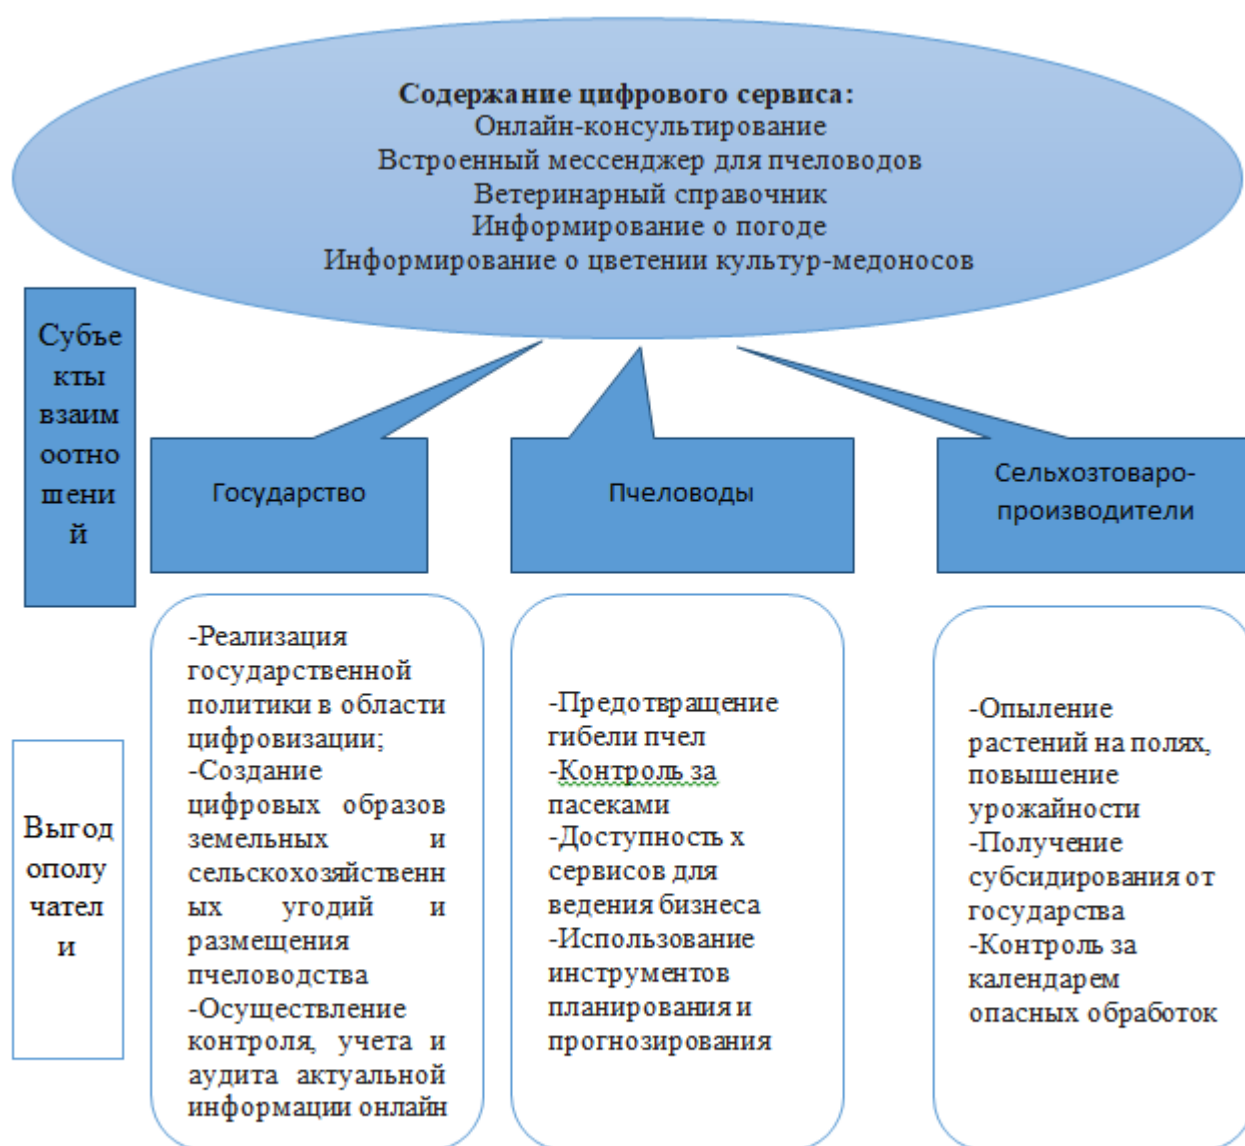 Содержание цифрового сервиса:
Онлайн-консультирование
Встроенный мессенджер для пчеловодов
Ветеринарный справочник
Информирование о погоде
Информирование о цветении культур-медоносов
Субъе
кты
взаим
оотно
шени
й
Государство
Пчеловоды
Сельхозтоваро-
производители
Выгод
ополу
чател
и
-Реализация
государственной
политики в области
цифровизации;
-Создание
цифровых образов
земельных и
сельскохозяйственн
ых угодий и
размещения
пчеловодства
-Осуществление
контроля, учета и
аудита актуальной
информации онлайн
-Предотвращение
гибели пчел
-Контроль за
пасеками
-Доступность х
сервисов для
ведения бизнеса
-Использование
инструментов
планирования и
прогнозирования
-Опыление
растений на полях,
повышение
урожайности
-Получение
субсидирования от
государства
-Контроль за
календарем
опасных обработок